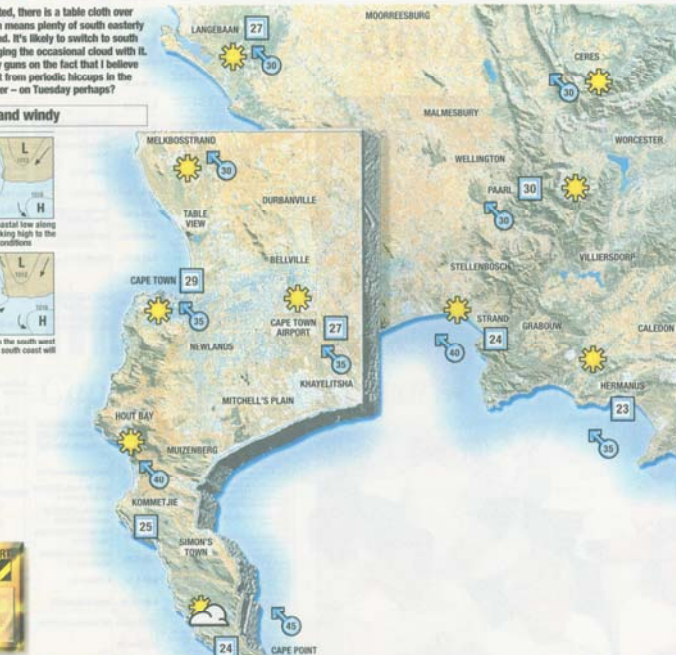 ted, there is a table cloth over
means plenty of south easterly
d. It's likely to switch to south
ging the occasional cloud with it.
guns on the fact that I believe
t from periodic hiccups in the
er – on Tuesday perhaps?
and windy
L
H
astal low along
king high to the
onditions
L
H
the south west
south coast will
MOORREESBURG
LANGEBAAN
27
30
CERES
30
MALMESBURY
WORCESTER
MELKBOSSTRAND
30
WELLINGTON
PAARL
30
30
DURBANVILLE
TABLE
VIEW
BELLVILLE
VILLIERSDORP
STELLENBOSCH
CAPE TOWN
29
35
CAPE TOWN
AIRPORT
27
35
NEWLANDS
KHAYELITSHA
STRAND
24
40
GRABOUW
CALEDON
HERMANUS
23
35
MITCHELL'S PLAIN
HOUT BAY
MUIZENBERG
40
KOMMETJIE
25
SIMON'S
TOWN
24
45
CAPE POINT
RT